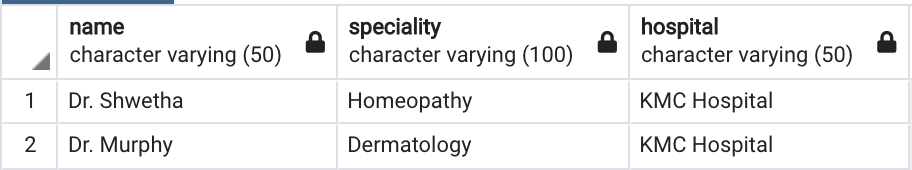 name speciality hospital
character varying (50) character varying (100) character varying (50)
1 Dr. Shwetha Homeopathy KMC Hospital
2 Dr. Murphy Dermatology KMC Hospital